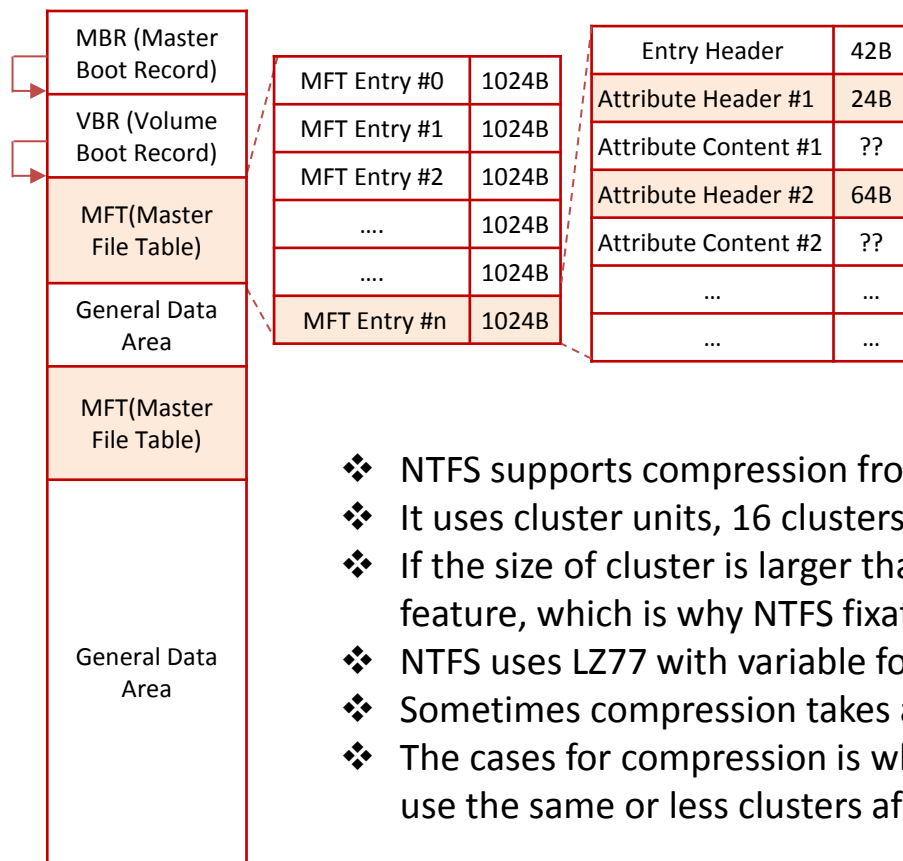 MBR (Master
Boot Record)
VBR (Volume
Boot Record)
MFT(Master
File Table)
General Data
Area
MFT(Master
File Table)
General Data
Area
MFT Entry #0 1024B
MFT Entry #1 1024B
MFT Entry #2 1024B
.... 1024B
.... 1024B
MFT Entry #n 1024B
Entry Header 42B
Attribute Header #1 24B
Attribute Content #1 ??
Attribute Header #2 64B
Attribute Content #2 ??
... ...
... ...
❖ NTFS supports compression fro
❖ It uses cluster units, 16 clusters
❖ If the size of cluster is larger tha
feature, which is why NTFS fixat
❖ NTFS uses LZ77 with variable fo
❖ Sometimes compression takes a
❖ The cases for compression is wh
use the same or less clusters af